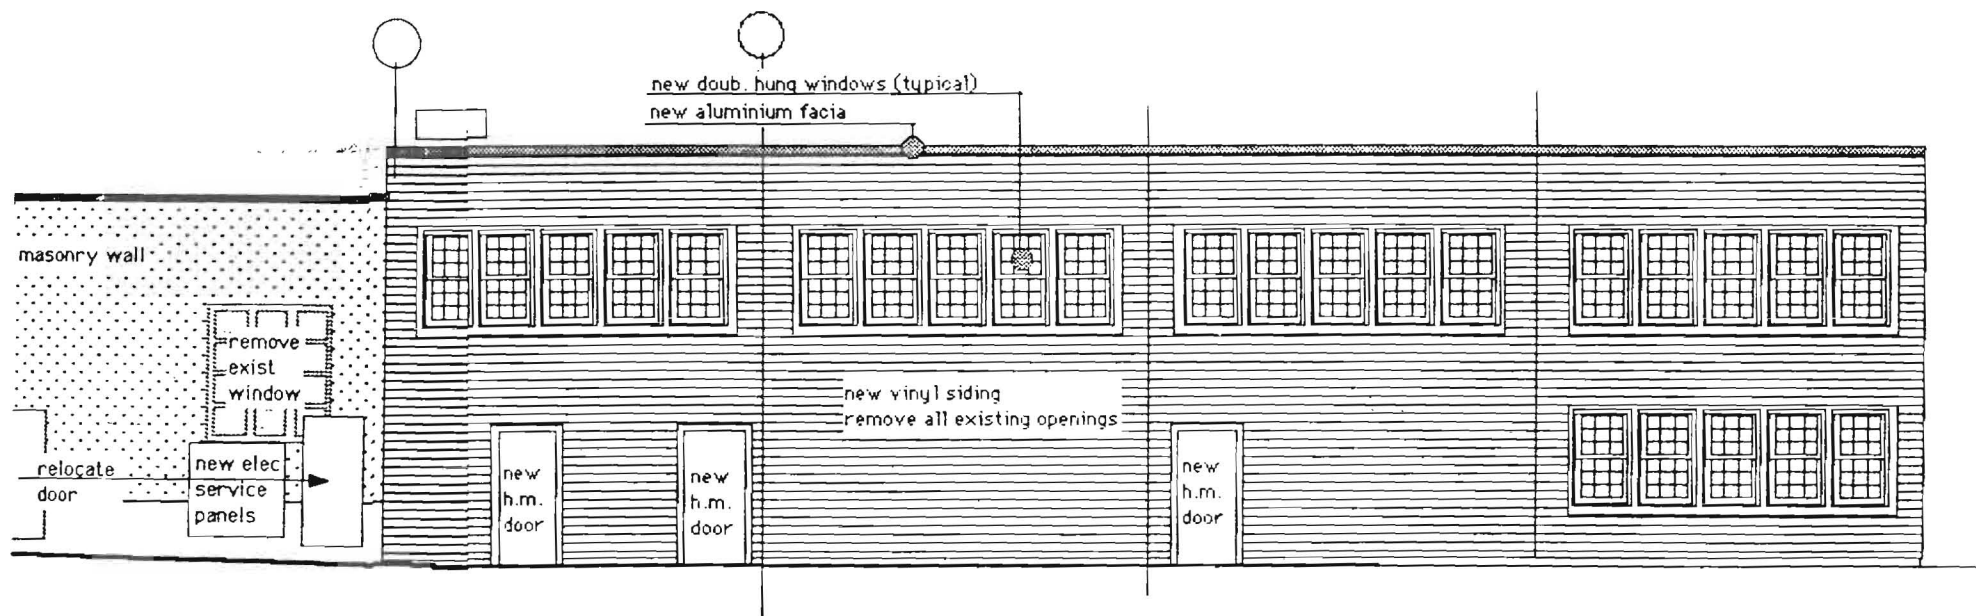 new doub. hung windows (typical)
new aluminium facia
masonry wall
remove
exist
window
new vinyl siding
remove all existing openings
relocate
door
new elec
service
panels
new
h.m.
door
new
h.m.
door
new
h.m.
door